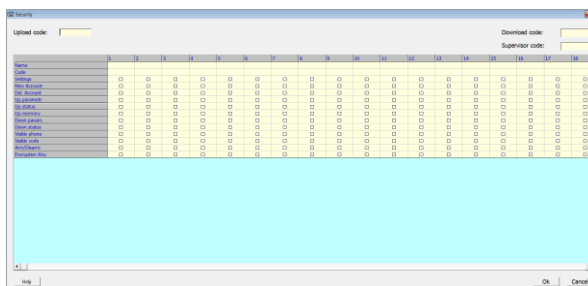 Security
Upload code:
Download code:
Supervisor code:
1 2 3 4 5 6 7 8 9 10 11 12 13 14 15 16 17 18
Name
Code
Settings
New Account
Del. Account
Up.parametr
Up.status
Up.memory
Down.param.
Down.status
Visible phone
Visible code
Arm/Disarm
Encryption Key
Help
Ok
Cancel